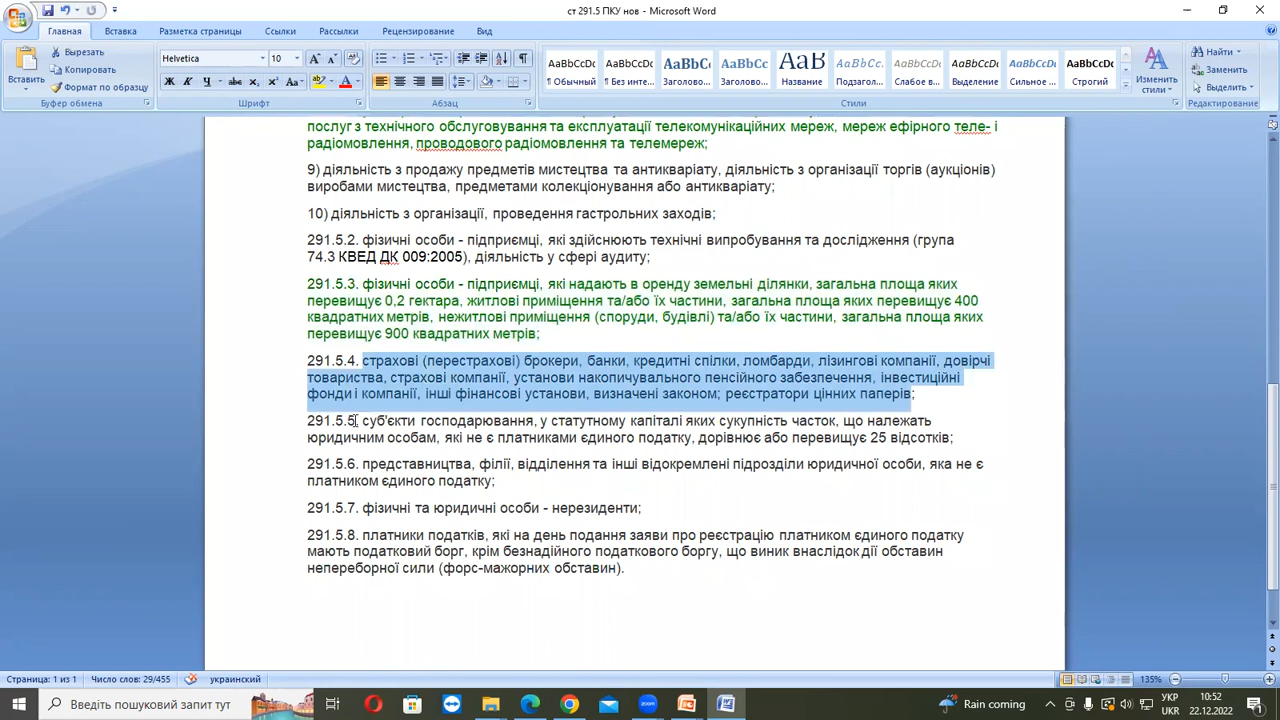 ст 291.5 ПКУ нов - Microsoft Word
Главная Вставка Разметка страницы Ссылки Рассылки Рецензирование Вид
Вставить
Вырезать
Копировать
Формат по образцу
Буфер обмена
Helvetica 10
Шрифт
Абзац
АаВbСс АаВbСс АаВbСс АаВbСс АаВ АаВbСс. АаВbСс АаВbСс АаВbСс АаВbСс
¶ Обычный ¶ Без инте... Заголово... Заголово... Название Подзагол... Слабое в... Выделение Сильное ... Строгий
Стили
Изменить стили
Найти
Заменить
Выделить
Редактирование
послуг з технічного обслуговування та експлуатації телекомунікаційних мереж, мереж ефірного теле- і
радіомовлення, проводового радіомовлення та телемереж;
9) діяльність з продажу предметів мистецтва та антикваріату, діяльність з організації торгів (аукціонів)
виробами мистецтва, предметами колекціонування або антикваріату;
10) діяльність з організації, проведення гастрольних заходів;
291.5.2. фізичні особи - підприємці, які здійснюють технічні випробування та дослідження (група
74.3 КВЕД ДК 009:2005), діяльність у сфері аудиту;
291.5.3. фізичні особи - підприємці, які надають в оренду земельні ділянки, загальна площа яких
перевищує 0,2 гектара, житлові приміщення та/або їх частини, загальна площа яких перевищує 400
квадратних метрів, нежитлові приміщення (споруди, будівлі) та/або їх частини, загальна площа яких
перевищує 900 квадратних метрів;
291.5.4. страхові (перестрахові) брокери, банки, кредитні спілки, ломбарди, лізингові компанії, довірчі
товариства, страхові компанії, установи накопичувального пенсійного забезпечення, інвестиційні
фонди і компанії, інші фінансові установи, визначені законом; реєстратори цінних паперів;
291.5.5. суб'єкти господарювання, у статутному капіталі яких сукупність часток, що належать
юридичним особам, які не є платниками єдиного податку, дорівнює або перевищує 25 відсотків;
291.5.6. представництва, філії, відділення та інші відокремлені підрозділи юридичної особи, яка не є
платником єдиного податку;
291.5.7. фізичні та юридичні особи - нерезиденти;
291.5.8. платники податків, які на день подання заяви про реєстрацію платником єдиного податку
мають податковий борг, крім безнадійного податкового боргу, що виник внаслідок дії обставин
непереборної сили (форс-мажорних обставин).
Страница: 1 из 1 Число слов: 29/455 украинский 135%
Введіть пошуковий запит тут
zoom
Rain coming
УКР
UKR
10:52
22.12.2022